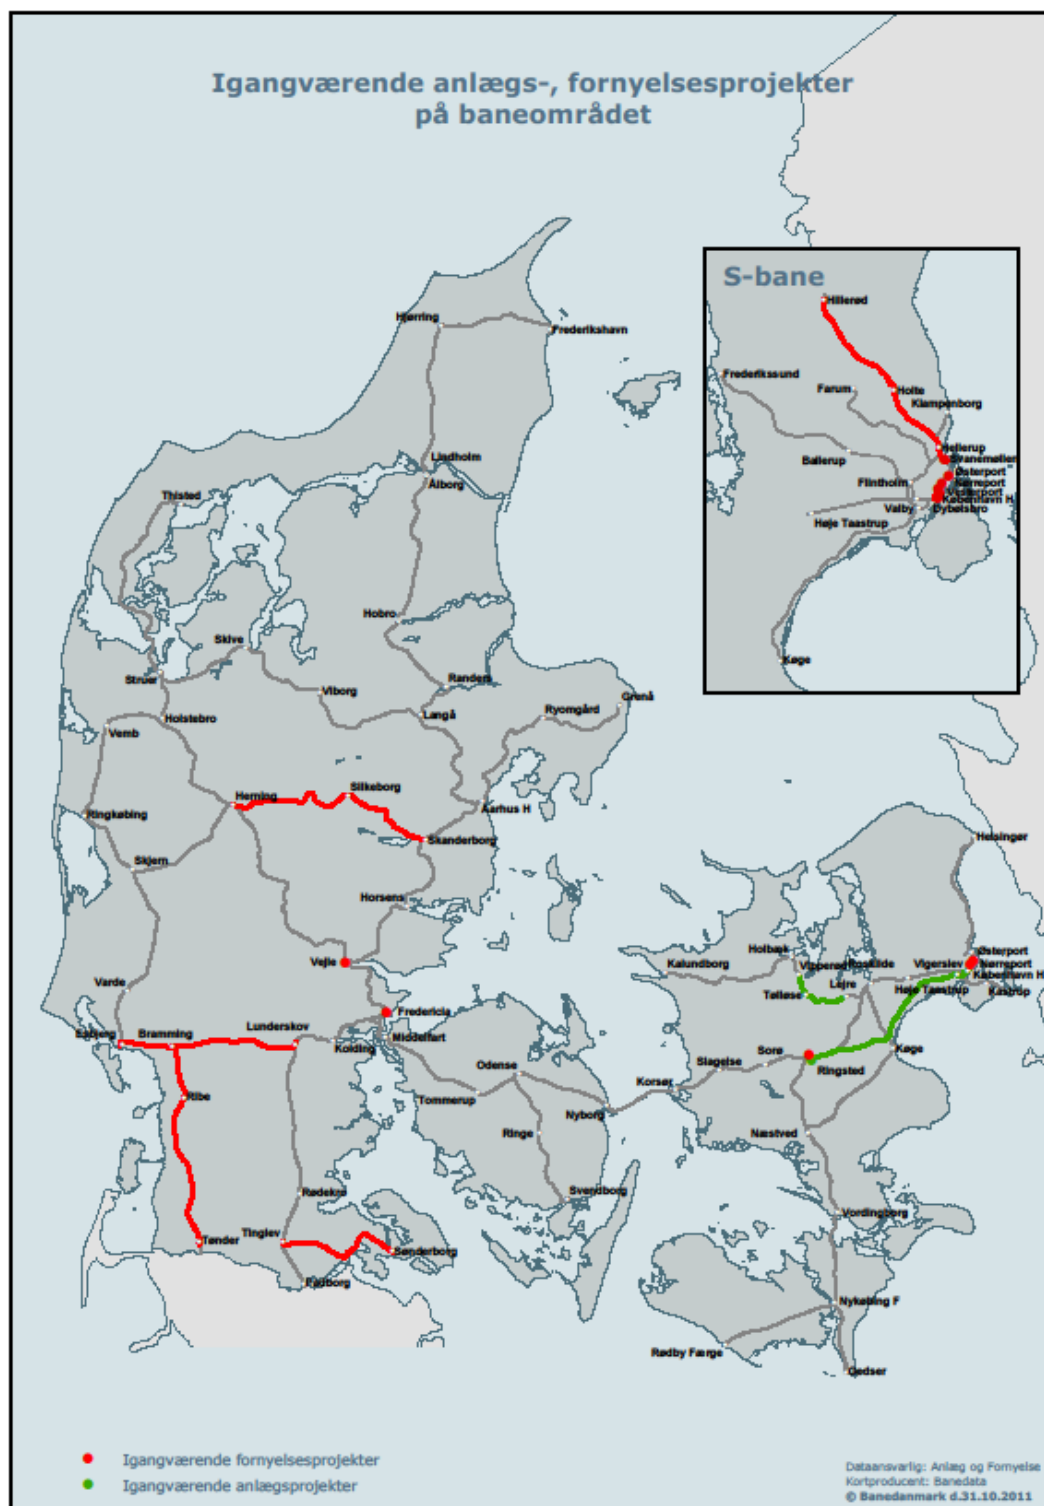 Igangværende anlægs-, fornyelsesprojekter
på baneområdet
S-bane
Hillerød
Frederikssund
Farum
Holte
Klampenborg
Hellerup
Svanemøllen
Ballerup
Østerport
Flintholm
Nørreport
Vesterport
København H
Valby
Dybølsbro
Høje Taastrup
Køge
Hjørring
Frederikshavn
Lindholm
Ålborg
Thisted
Hobro
Skive
Struer
Viborg
Randers
Grenå
Langå
Ryomgård
Holstebro
Vemb
Herning
Silkeborg
Aarhus H
Ringkøbing
Skanderborg
Skjern
Helsingør
Horsens
Holbæk
Østerport
Vejle
Kalundborg
Vipperød
Roskilde
Vigerslev
Nørreport
København H
Varde
Tølløse
Lejre
Høje Taastrup
Kastrup
Fredericia
Esbjerg
Bramming
Lunderskov
Kolding
Middelfart
Køge
Slagelse
Sorø
Ringsted
Odense
Korsør
Ribe
Tommerup
Nyborg
Ringe
Næstved
Rødekro
Svendborg
Vordingborg
Tønder
Tinglev
Sønderborg
Padborg
Nykøbing F
Rødby Færge
Gedser
Igangværende fornyelsesprojekter
Igangværende anlægsprojekter
Dataansvarlig: Anlæg og Fornyelse
Kortproducent: Banedata
© Banedanmark d.31.10.2011